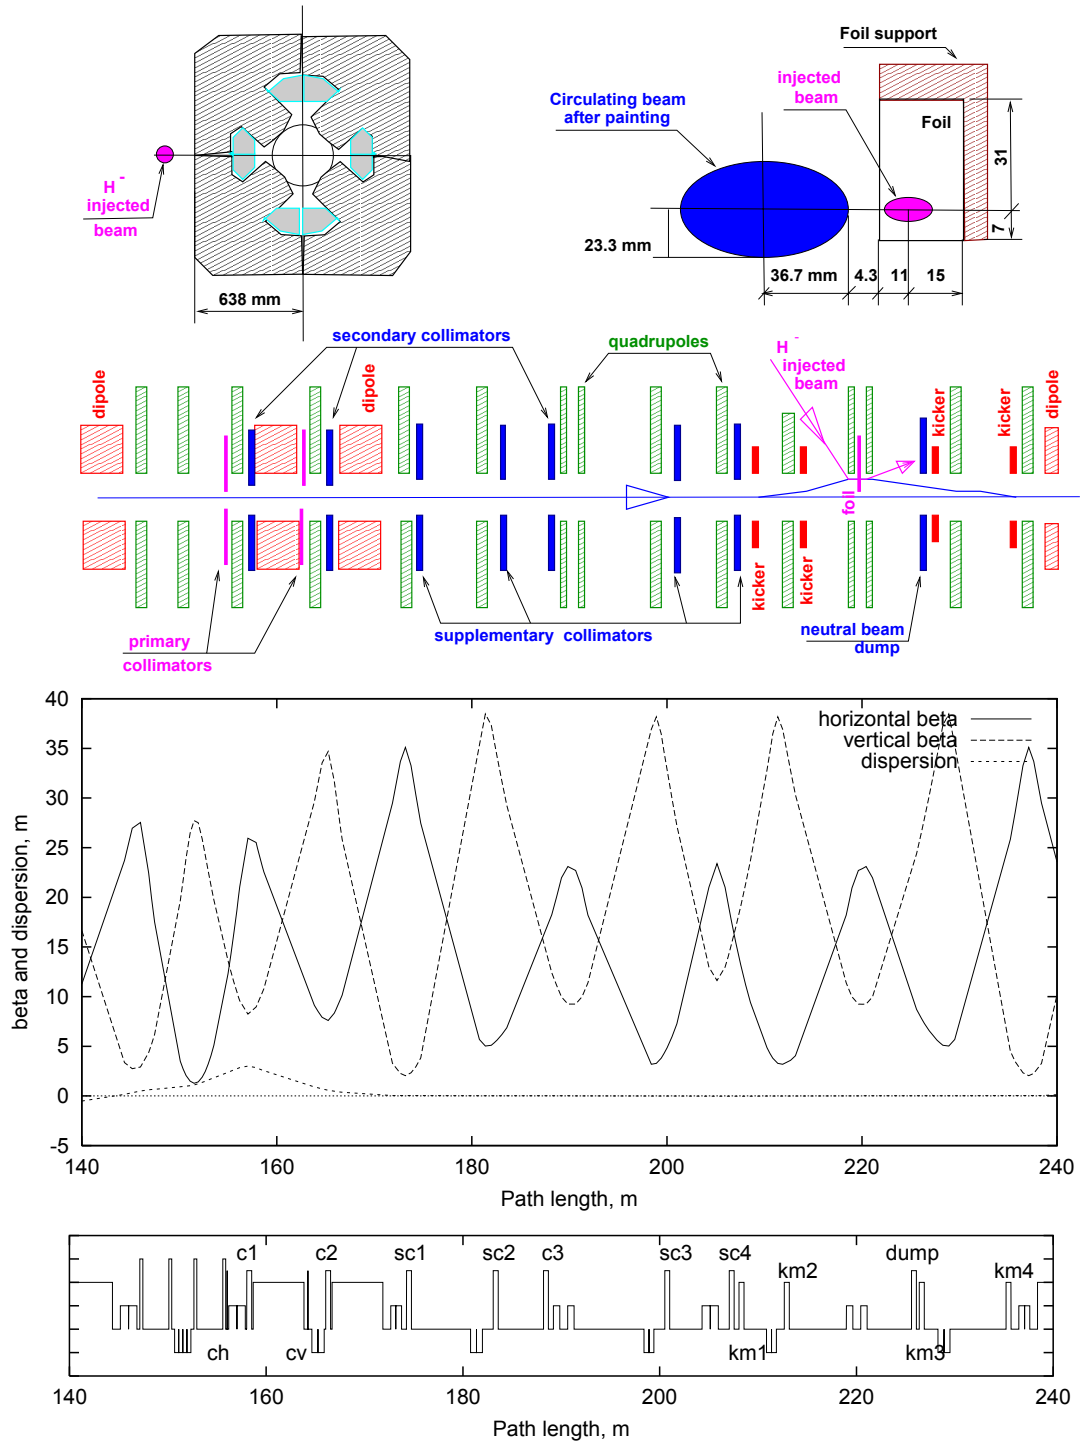 Foil support
injected
beam
Circulating beam
after painting
Foil
31
7
H -
injected
beam
23.3 mm
36.7 mm
4.3
11
15
638 mm
secondary collimators
quadrupoles
H -
injected
beam
dipole
dipole
kicker
kicker
dipole
foil
kicker
kicker
primary
collimators
supplementary collimators
neutral beam
dump
40
35
30
25
20
15
10
5
0
-5
beta and dispersion, m
horizontal beta
vertical beta
dispersion
140
160
180
200
220
240
Path length, m
c1
c2
sc1
sc2
c3
sc3
sc4
km2
dump
km4
ch
cv
km1
km3
140
160
180
200
220
240
Path length, m